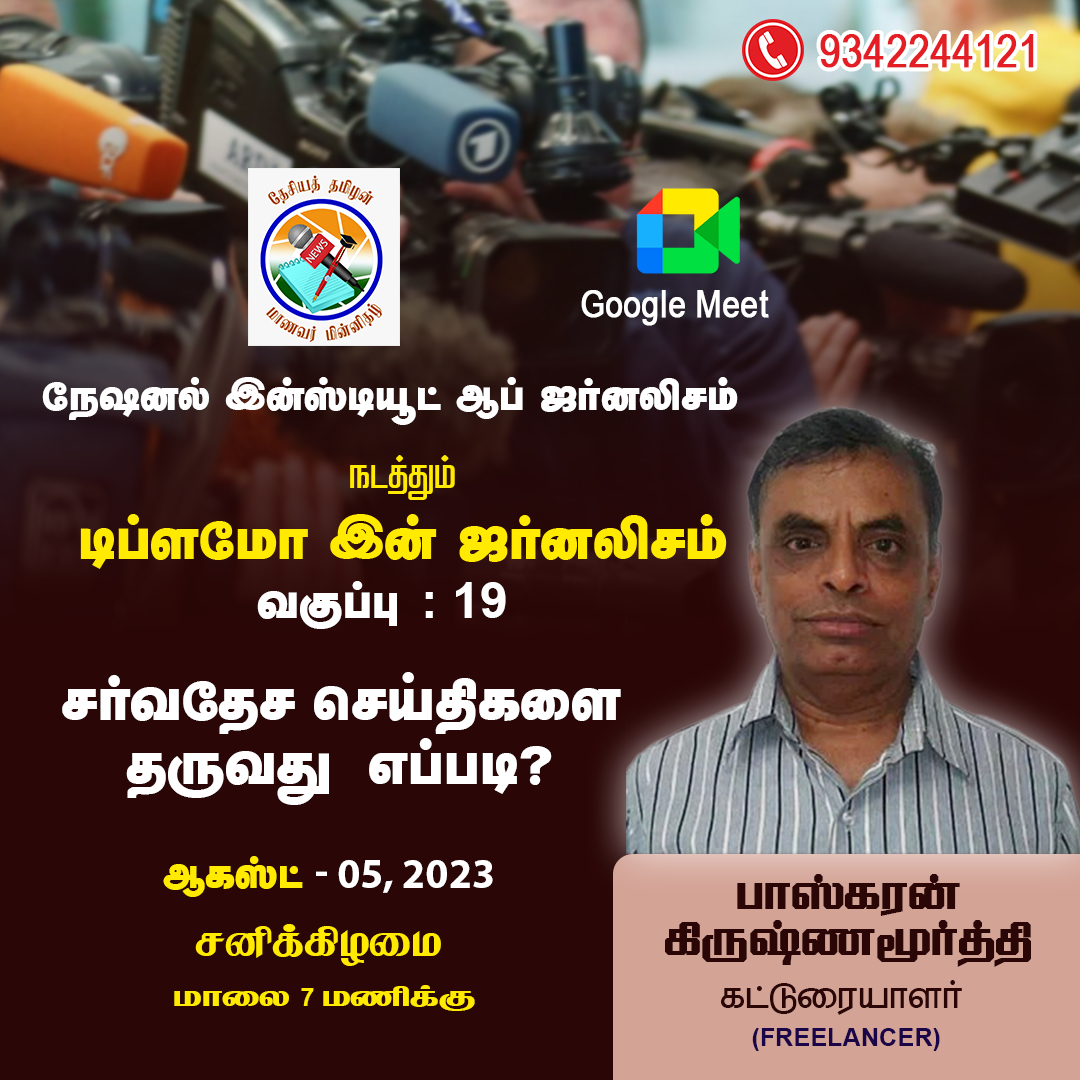 9342224121
ARD
தேசியத் தமிழன்
NEWS
மாணவர் மின்னிதழ்
Google Meet
நேஷனல் இன்ஸ்டியூட் ஆப் ஜர்னலிசம்
நடத்தும்
டிப்ளமோ இன் ஜர்னலிசம்
வகுப்பு : 19
சர்வதேச செய்திகளை
தருவது எப்படி?
ஆகஸ்ட் - 05, 2023
சனிக்கிழமை
மாலை 7 மணிக்கு
பாஸ்கரன்
கிருஷ்ணமூர்த்தி
கட்டுரையாளர்
(FREELANCER)